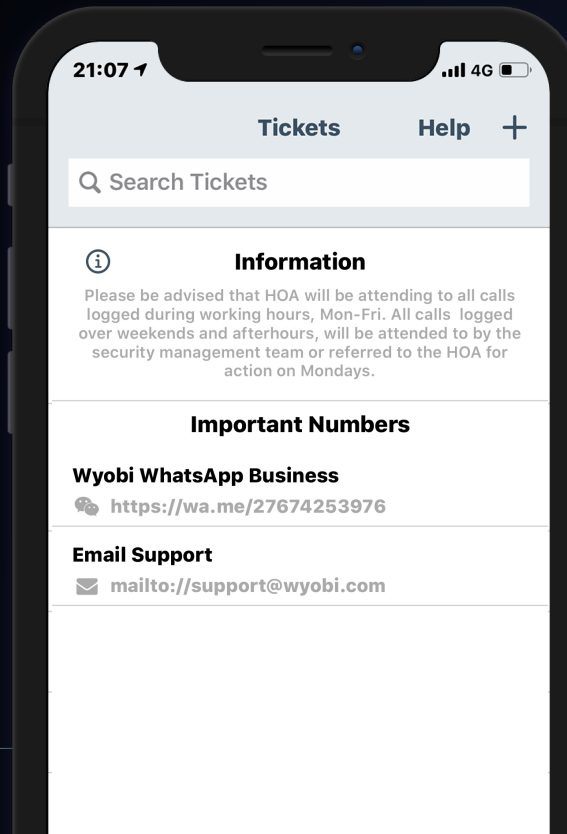 21:07 4G
Tickets Help
Search Tickets
Information
Please be advised that HOA will be attending to all calls
logged during working hours, Mon-Fri. All calls logged
over weekends and afterhours, will be attended to by the
security management team or referred to the HOA for
action on Mondays.
Important Numbers
Wyobi WhatsApp Business
https://wa.me/27674253976
Email Support
mailto://support@wyobi.com